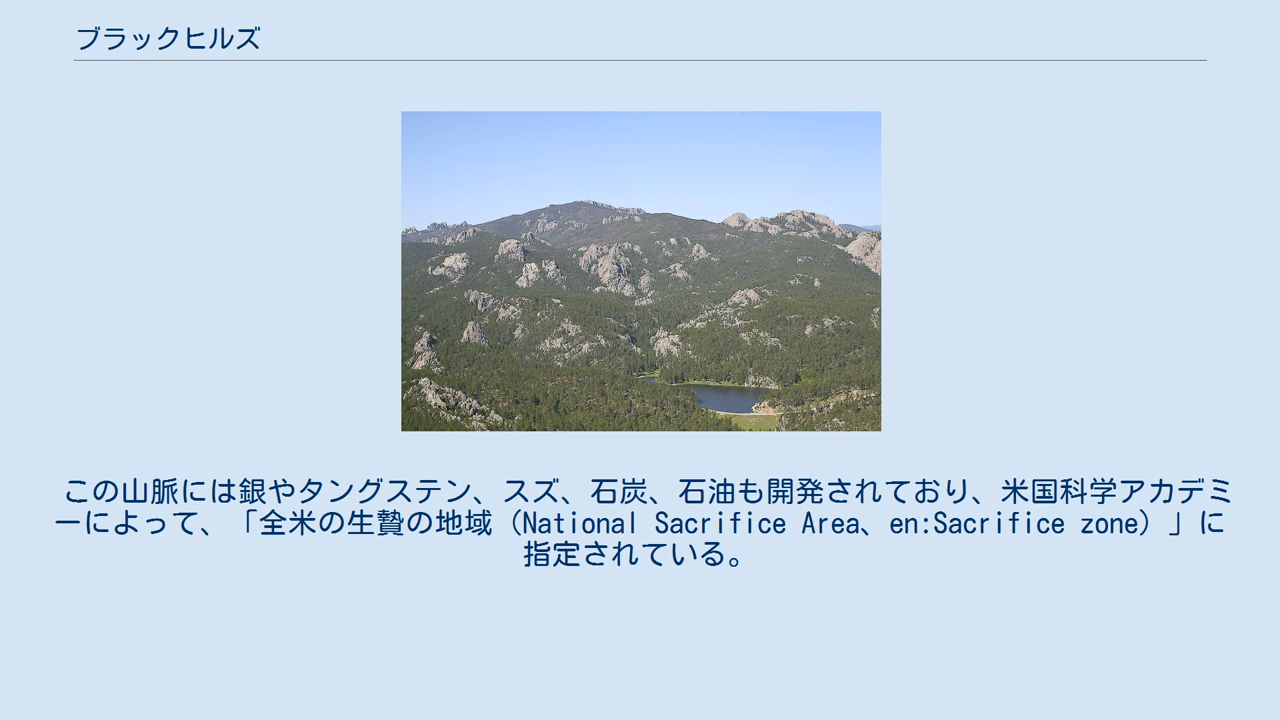 ブラックヒルズ
この山脈には銀やタングステン、スズ、石炭、石油も開発されており、米国科学アカデミ
ーによって、「全米の生贄の地域（National Sacrifice Area、en:Sacrifice zone）」に
指定されている。